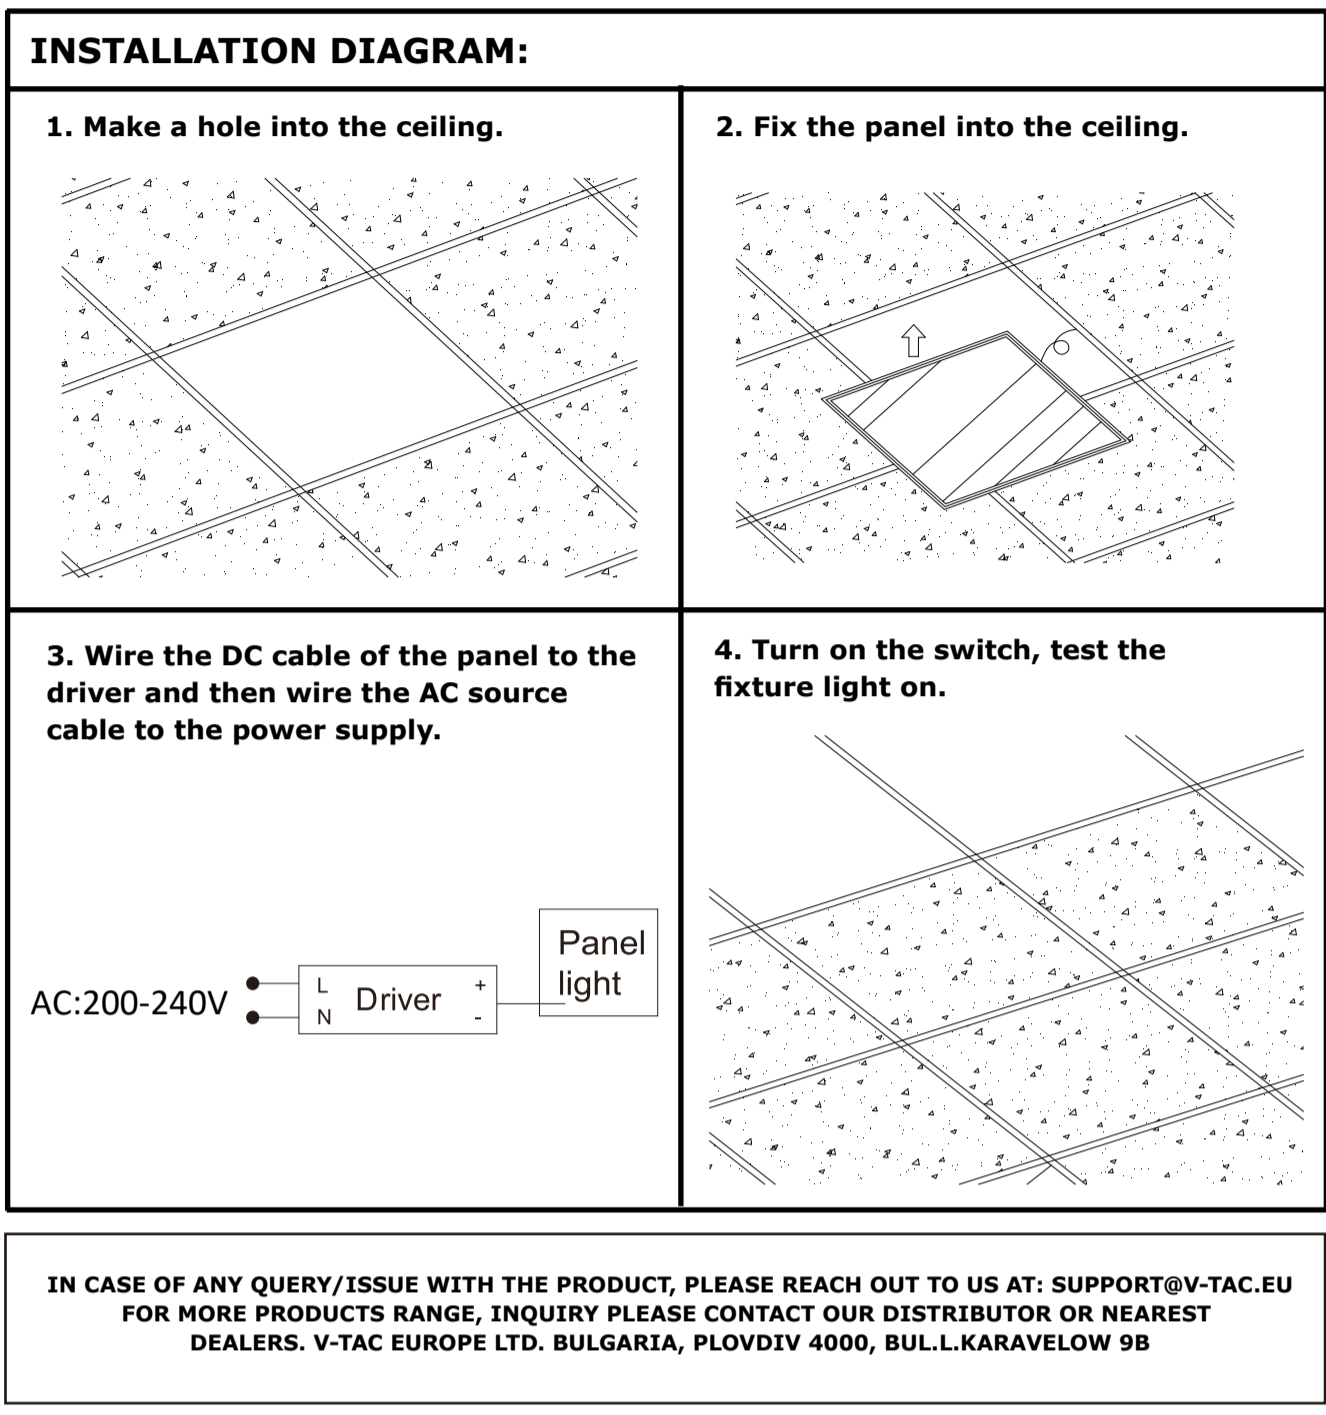 INSTALLATION DIAGRAM:
1. Make a hole into the ceiling.
2. Fix the panel into the ceiling.
3. Wire the DC cable of the panel to the
driver and then wire the AC source
cable to the power supply.
4. Turn on the switch, test the
fixture light on.
AC:200-240V
L
N
Driver
+
-
Panel
light
IN CASE OF ANY QUERY/ISSUE WITH THE PRODUCT, PLEASE REACH OUT TO US AT: SUPPORT@V-TAC.EU
FOR MORE PRODUCTS RANGE, INQUIRY PLEASE CONTACT OUR DISTRIBUTOR OR NEAREST
DEALERS. V-TAC EUROPE LTD. BULGARIA, PLOVDIV 4000, BUL.L.KARAVELOW 9B